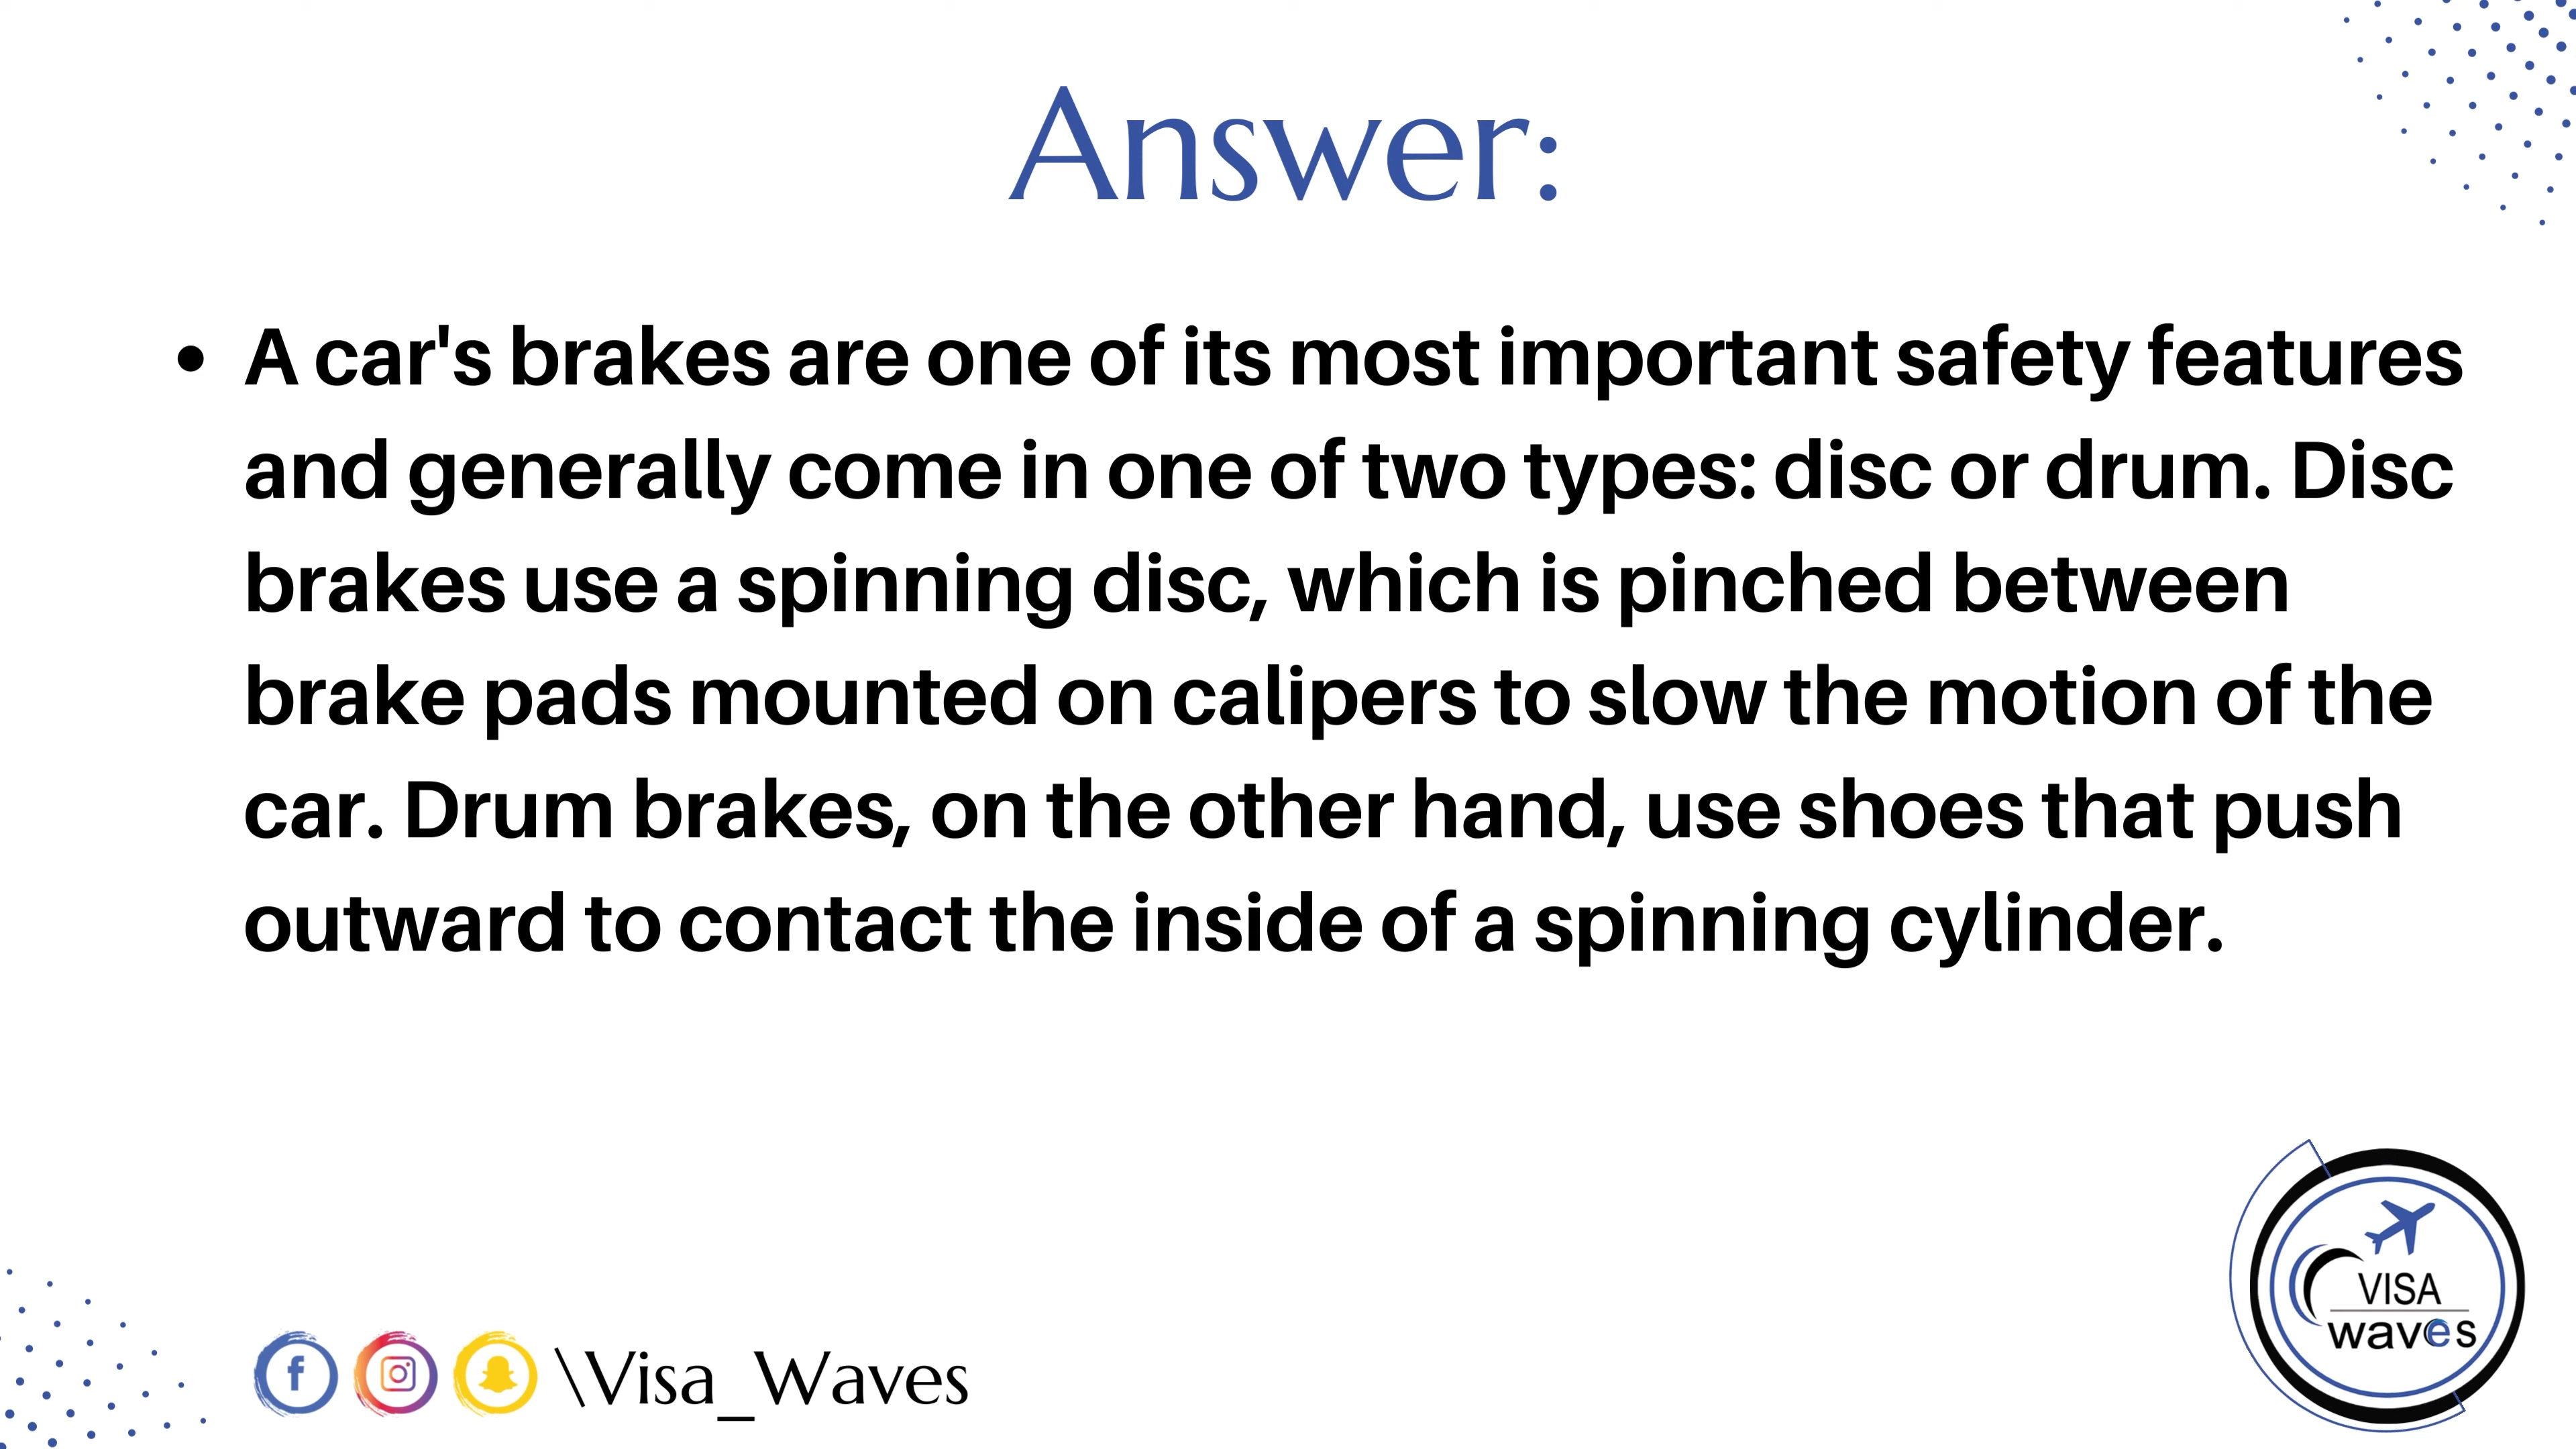 Answer:
• A car's brakes are one of its most important safety features
and generally come in one of two types: disc or drum. Disc
brakes use a spinning disc, which is pinched between
brake pads mounted on calipers to slow the motion of the
car. Drum brakes, on the other hand, use shoes that push
outward to contact the inside of a spinning cylinder.
VISA
waves
\Visa_Waves